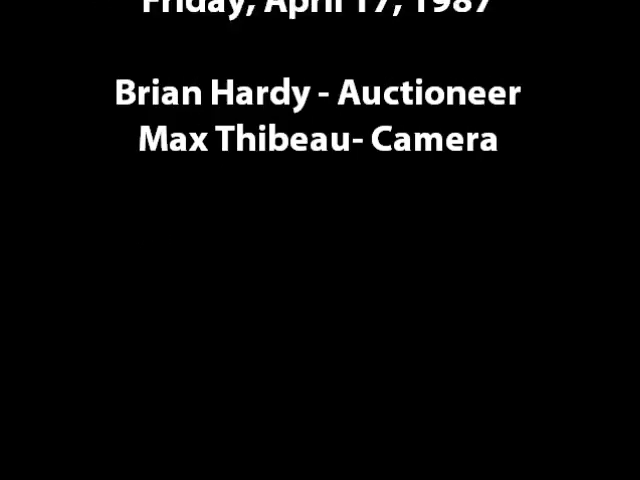 Friday, April 17, 1987
Brian Hardy - Auctioneer
Max Thibeau- Camera